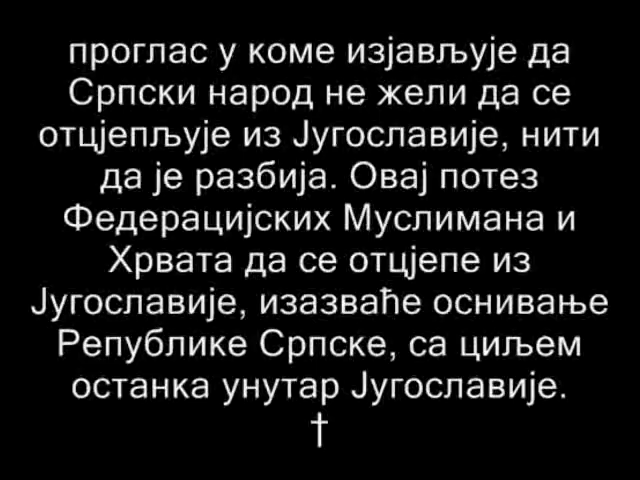 проглас у коме изјављује да
Српски народ не жели да се
отцјепљује из Југославије, нити
да је разбија. Овај потез
Федерацијских Муслимана и
Хрвата да се отцјепе из
Југославије, изазваће оснивање
Републике Српске, са циљем
останка унутар Југославије.
†